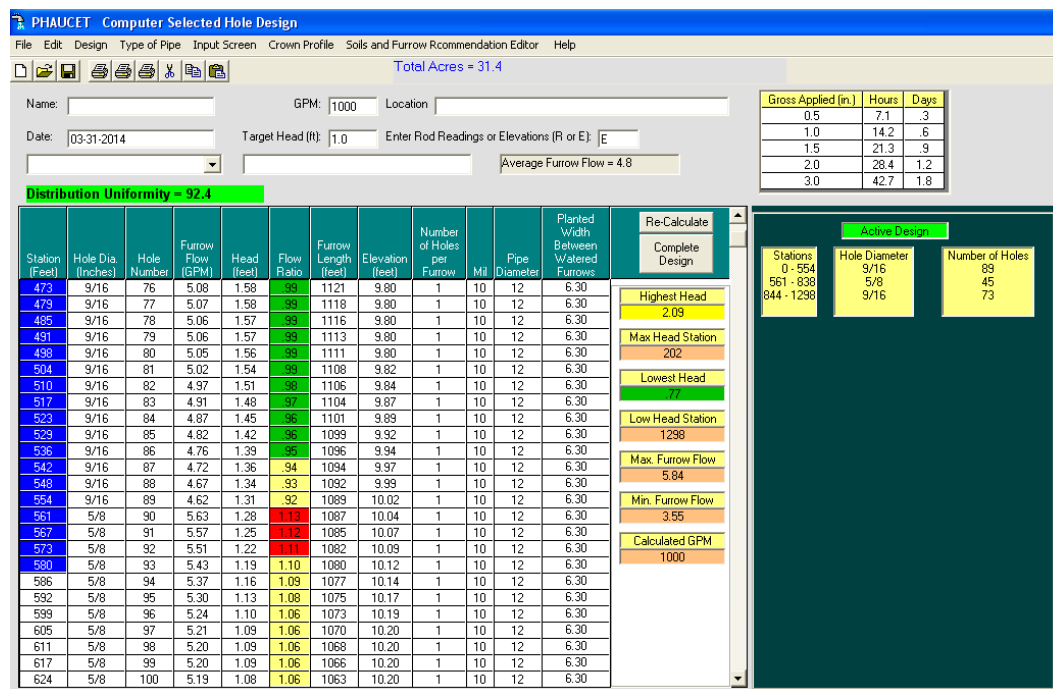 PHAUCET Computer Selected Hole Design
File Edit Design Type of Pipe Input Screen Crown Profile Soils and Furrow Rcommendation Editor Help
Total Acres = 31.4
Name: GPM: 1000 Location
Date: 03-31-2014 Target Head (ft): 1.0 Enter Rod Readings or Elevations (R or E): E
Average Furrow Flow = 4.8
Distribution Uniformity = 92.4
Gross Applied (in.) Hours Days
0.5 7.1 .3
1.0 14.2 .6
1.5 21.3 .9
2.0 28.4 1.2
3.0 42.7 1.8
Station (Feet) Hole Dia. (Inches) Hole Number Furrow Flow (GPM) Head (feet) Flow Ratio Furrow Length (feet) Elevation (feet) Number of Holes per Furrow Mil Pipe Diameter Planted Width Between Watered Furrows
473 9/16 76 5.08 1.58 .99 1121 9.80 1 10 12 6.30
479 9/16 77 5.07 1.58 .99 1118 9.80 1 10 12 6.30
485 9/16 78 5.06 1.57 .99 1116 9.80 1 10 12 6.30
491 9/16 79 5.06 1.57 .99 1113 9.80 1 10 12 6.30
498 9/16 80 5.05 1.56 .99 1111 9.80 1 10 12 6.30
504 9/16 81 5.02 1.54 .99 1108 9.82 1 10 12 6.30
510 9/16 82 4.97 1.51 .98 1106 9.84 1 10 12 6.30
517 9/16 83 4.91 1.48 .97 1104 9.87 1 10 12 6.30
523 9/16 84 4.87 1.45 .96 1101 9.89 1 10 12 6.30
529 9/16 85 4.82 1.42 .96 1099 9.92 1 10 12 6.30
536 9/16 86 4.76 1.39 .95 1096 9.94 1 10 12 6.30
542 9/16 87 4.72 1.36 .94 1094 9.97 1 10 12 6.30
548 9/16 88 4.67 1.34 .93 1092 9.99 1 10 12 6.30
554 9/16 89 4.62 1.31 .92 1089 10.02 1 10 12 6.30
561 5/8 90 5.63 1.28 1.13 1087 10.04 1 10 12 6.30
567 5/8 91 5.57 1.25 1.12 1085 10.07 1 10 12 6.30
573 5/8 92 5.51 1.22 1.11 1082 10.09 1 10 12 6.30
580 5/8 93 5.43 1.19 1.10 1080 10.12 1 10 12 6.30
586 5/8 94 5.37 1.16 1.09 1077 10.14 1 10 12 6.30
592 5/8 95 5.30 1.13 1.08 1075 10.17 1 10 12 6.30
599 5/8 96 5.24 1.10 1.06 1073 10.19 1 10 12 6.30
605 5/8 97 5.21 1.09 1.06 1070 10.20 1 10 12 6.30
611 5/8 98 5.20 1.09 1.06 1068 10.20 1 10 12 6.30
617 5/8 99 5.20 1.09 1.06 1066 10.20 1 10 12 6.30
624 5/8 100 5.19 1.08 1.06 1063 10.20 1 10 12 6.30
Re-Calculate
Complete
Design
Highest Head
2.09
Max Head Station
202
Lowest Head
.77
Low Head Station
1298
Max. Furrow Flow
5.84
Min. Furrow Flow
3.55
Calculated GPM
1000
Active Design
Stations Hole Diameter Number of Holes
0 - 554 9/16 89
561 - 838 5/8 45
844 - 1298 9/16 73